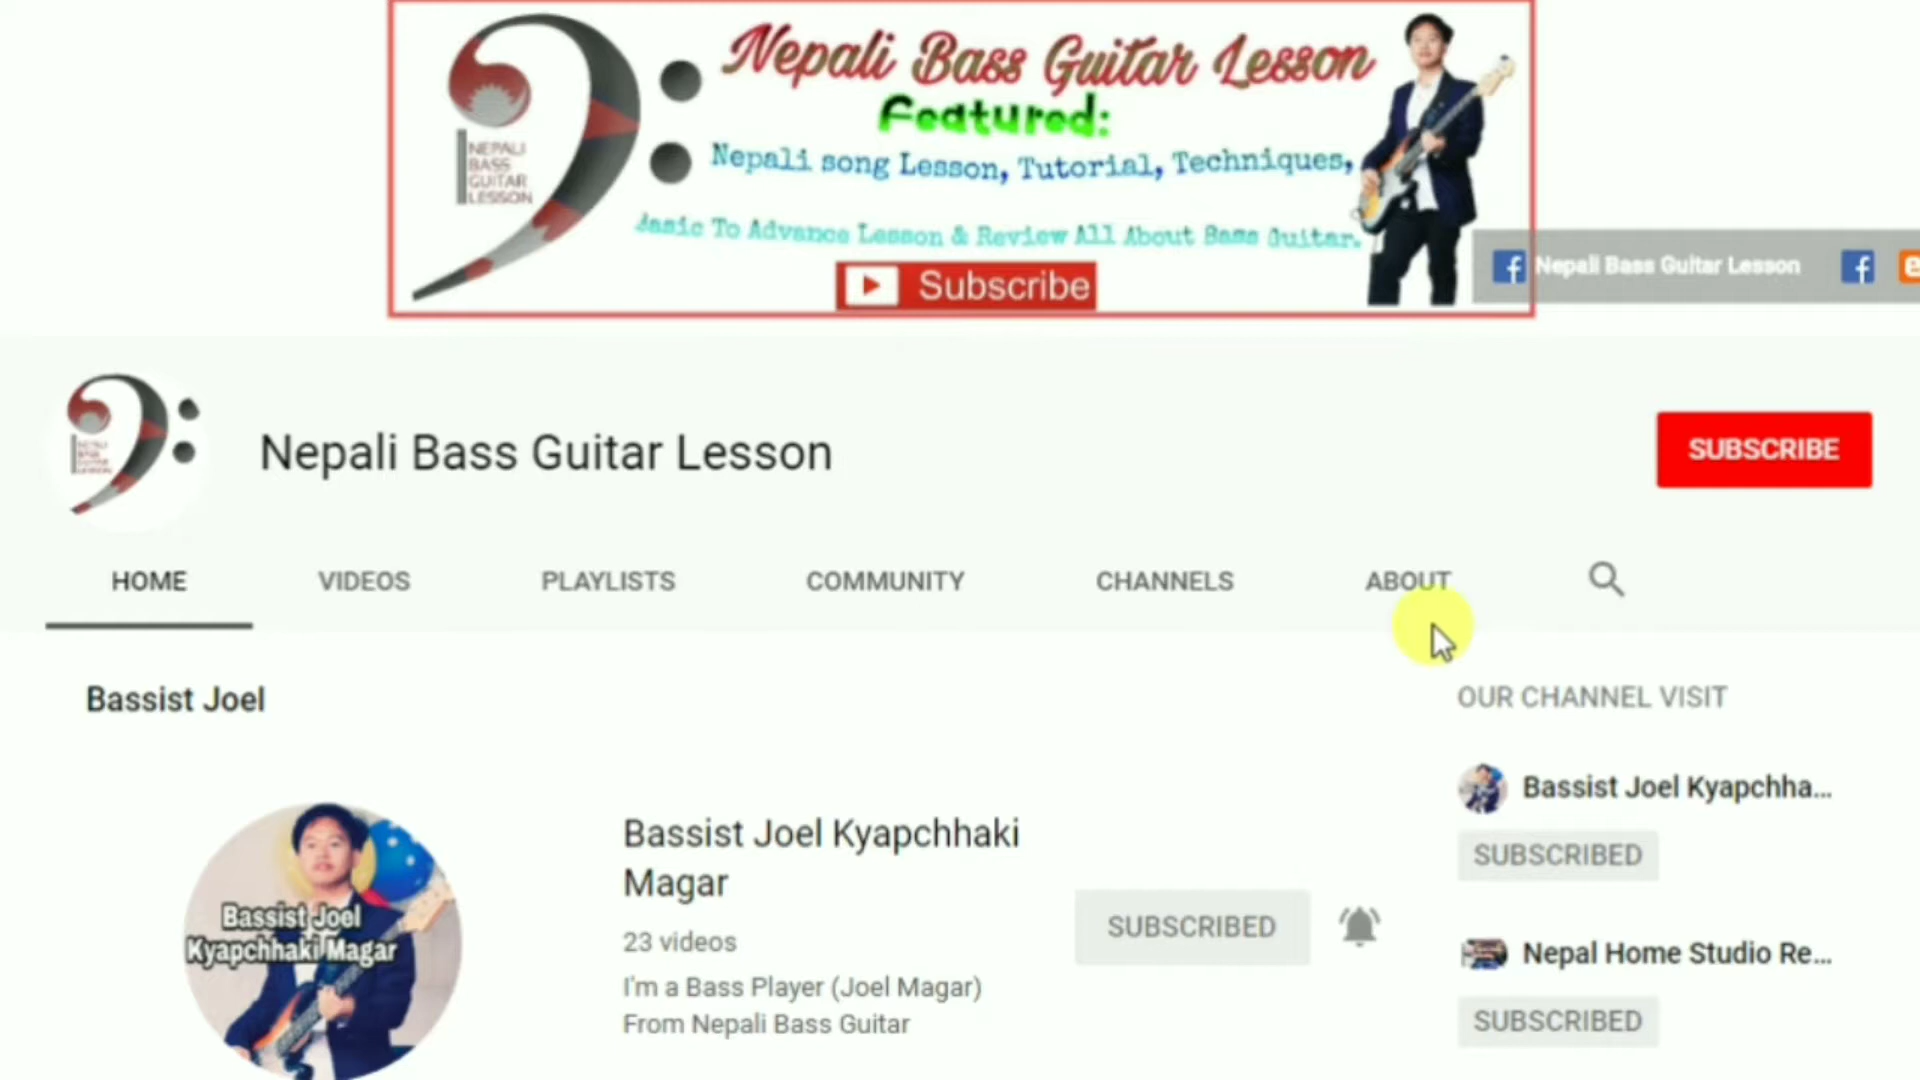 Nepali Bass Guitar Lesson
Featured:
NEPALI
BASS
GUITAR
LESSON
Nepali song Lesson, Tutorial, Techniques,
Basic To Advance Lesson & Review All About Bass Guitar.
Subscribe
Nepali Bass Guitar Lesson
Nepali Bass Guitar Lesson
SUBSCRIBE
HOME
VIDEOS
PLAYLISTS
COMMUNITY
CHANNELS
ABOUT
Bassist Joel
OUR CHANNEL VISIT
Bassist Joel Kyapchha...
SUBSCRIBED
Bassist Joel Kyapchhaki
Magar
23 videos
I'm a Bass Player (Joel Magar)
From Nepali Bass Guitar
SUBSCRIBED
Bassist Joel
Kyapchhaki Magar
Nepal Home Studio Re...
SUBSCRIBED